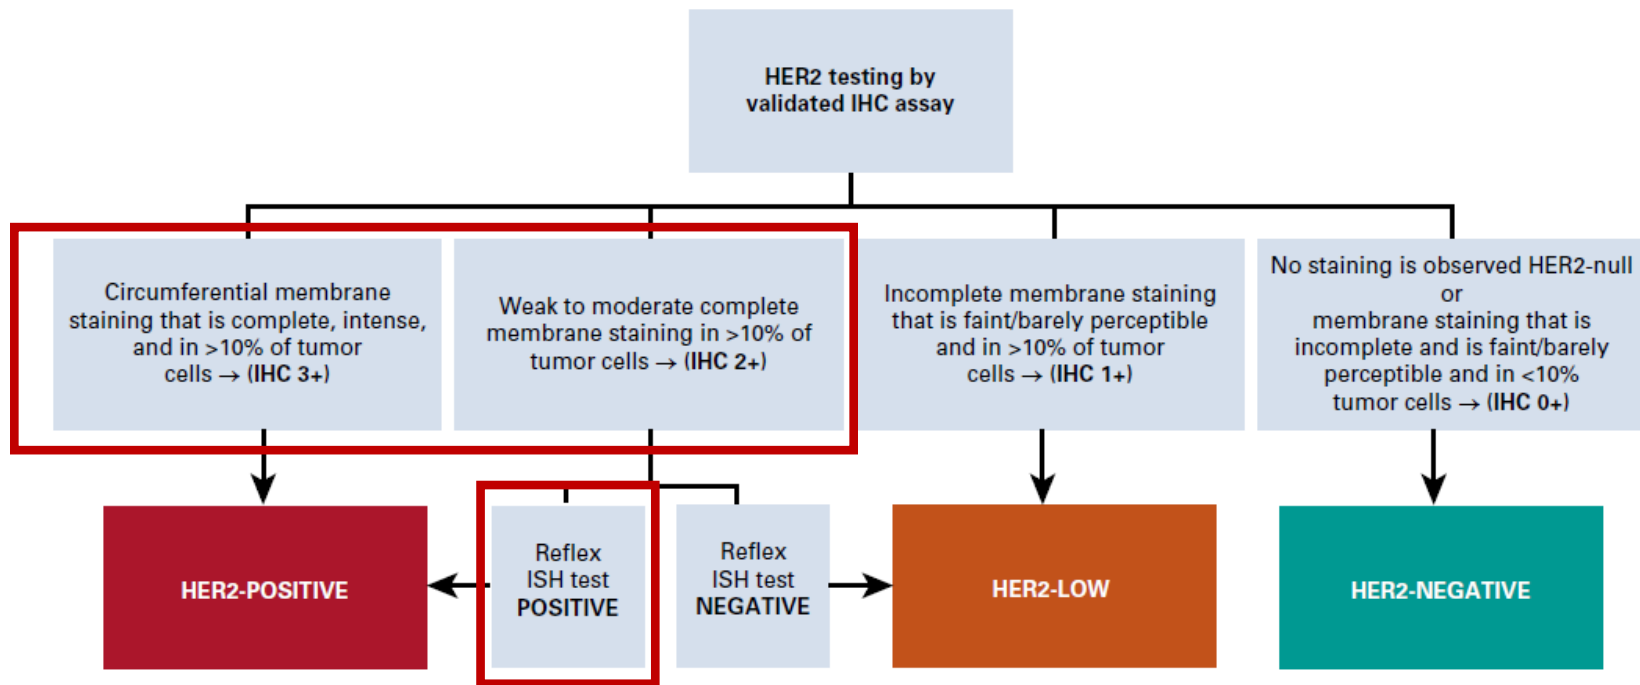 HER2 testing by
validated IHC assay
Circumferential membrane
staining that is complete, intense,
and in >10% of tumor
cells → (IHC 3+)
Weak to moderate complete
membrane staining in >10% of
tumor cells → (IHC 2+)
Incomplete membrane staining
that is faint/barely perceptible
and in >10% of tumor
cells → (IHC 1+)
No staining is observed HER2-null
or
membrane staining that is
incomplete and is faint/barely
perceptible and in <10%
tumor cells → (IHC 0+)
HER2-POSITIVE
Reflex
ISH test
POSITIVE
Reflex
ISH test
NEGATIVE
HER2-LOW
HER2-NEGATIVE